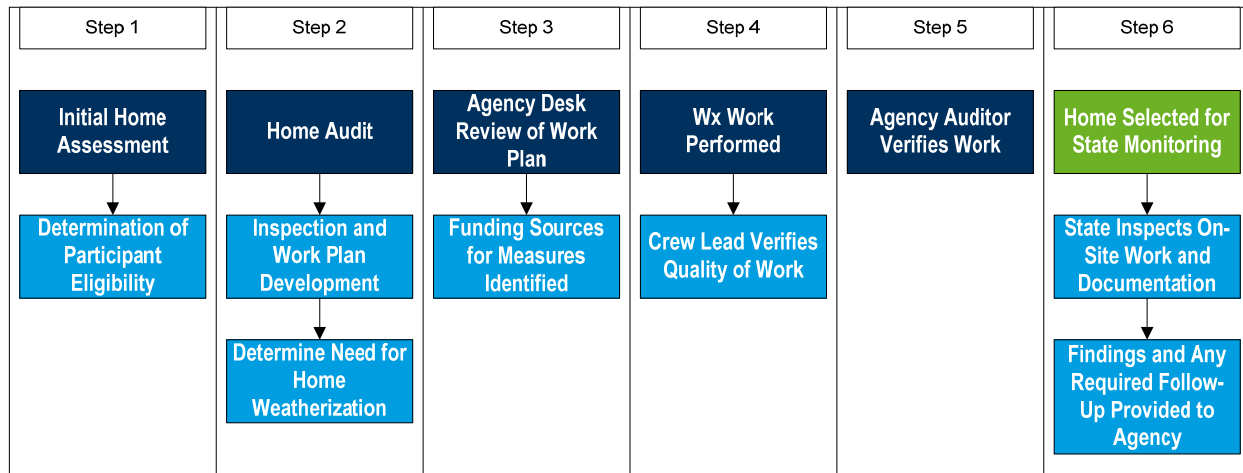 Step 1
Step 2
Step 3
Step 4
Step 5
Step 6
Initial Home
Assessment
Home Audit
Agency Desk
Review of Work
Plan
Wx Work
Performed
Agency Auditor
Verifies Work
Home Selected for
State Monitoring
Determination of
Participant
Eligibility
Inspection and
Work Plan
Development
Funding Sources
for Measures
Identified
Crew Lead Verifies
Quality of Work
State Inspects On-
Site Work and
Documentation
Determine Need for
Home
Weatherization
Findings and Any
Required Follow-
Up Provided to
Agency